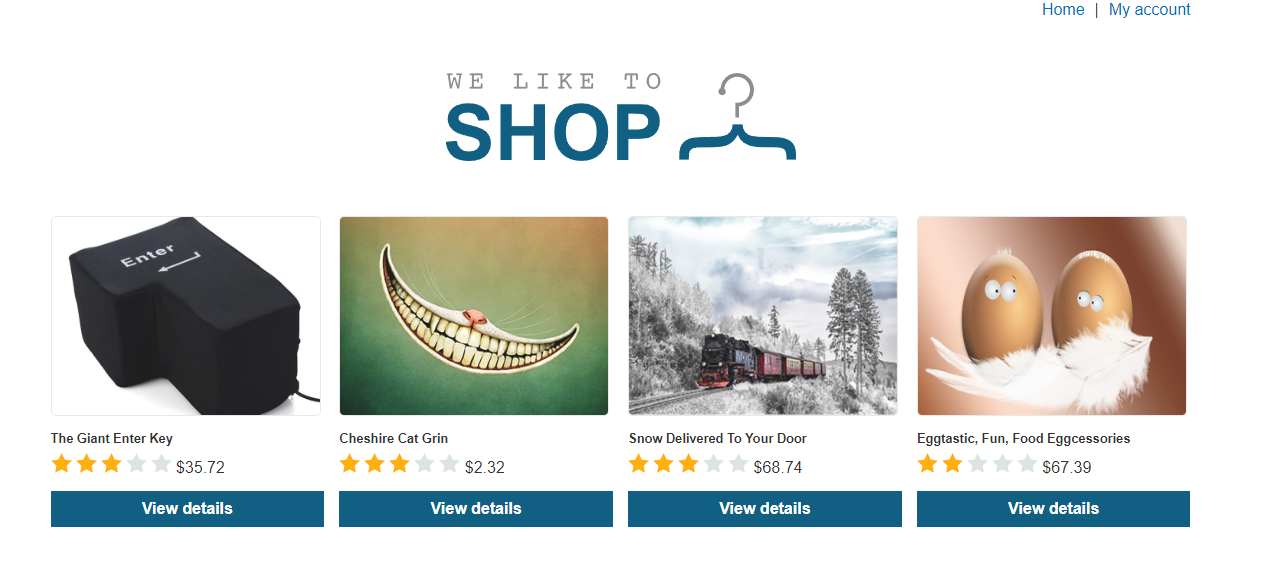 Home | My account
WE LIKE TO
SHOP
Enter
The Giant Enter Key
Cheshire Cat Grin
Snow Delivered To Your Door
Eggtastic, Fun, Food Eggcessories
$35.72
$2.32
$68.74
$67.39
View details
View details
View details
View details